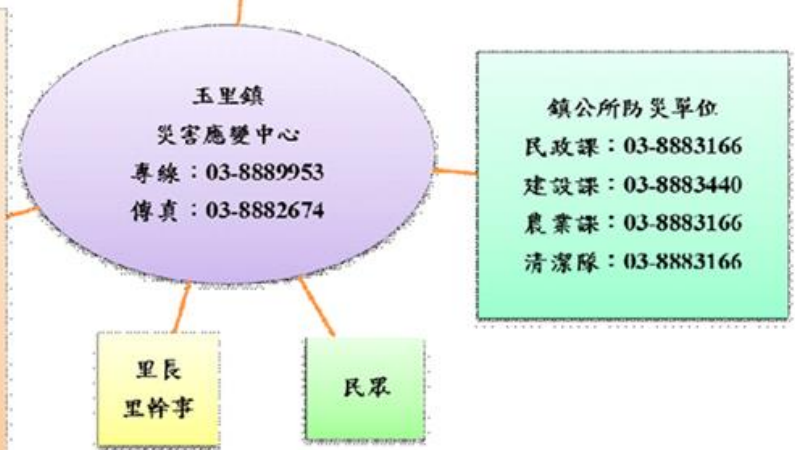 玉里鎮
災害應變中心
專線：03-8889953
傳真：03-8882674
鎮公所防災單位
民政課：03-8883166
建設課：03-8883440
農業課：03-8883166
清潔隊：03-8883166
里長
里幹事
民眾